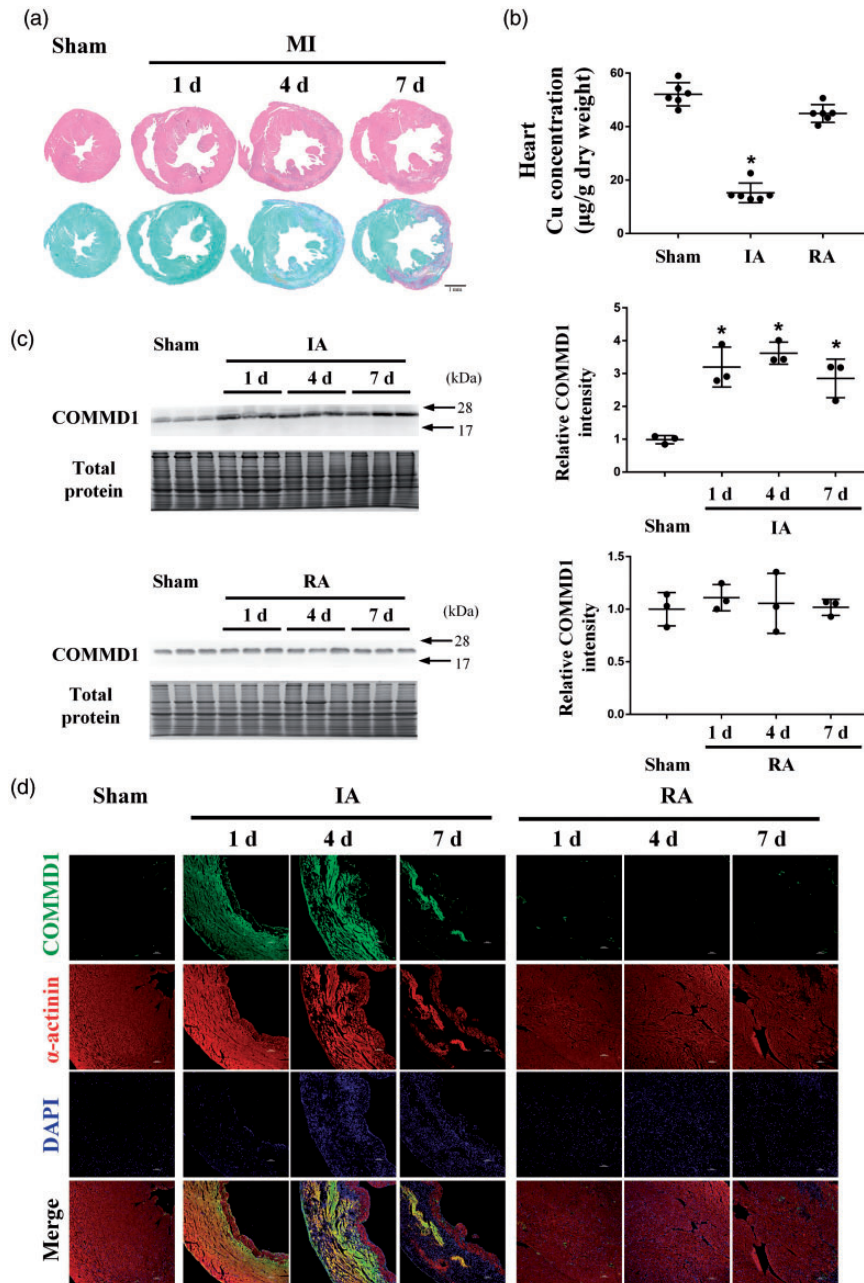 (a)
Sham MI
1 d 4 d 7 d
1 mm
(b)
Heart
Cu concentration
(μg/g dry weight)
60
40
20
0
*
Sham IA RA
(c)
Sham IA
1 d 4 d 7 d (kDa)
COMMD1
28
17
Total
protein
Relative COMMD1
intensity
5
4
3
2
1
0
* * *
1 d 4 d 7 d
Sham IA
Sham RA
1 d 4 d 7 d (kDa)
COMMD1
28
17
Total
protein
Relative COMMD1
intensity
1.5
1.0
0.5
0.0
1 d 4 d 7 d
Sham RA
(d)
Sham IA RA
1 d 4 d 7 d 1 d 4 d 7 d
COMMD1
α-actinin
DAPI
Merge